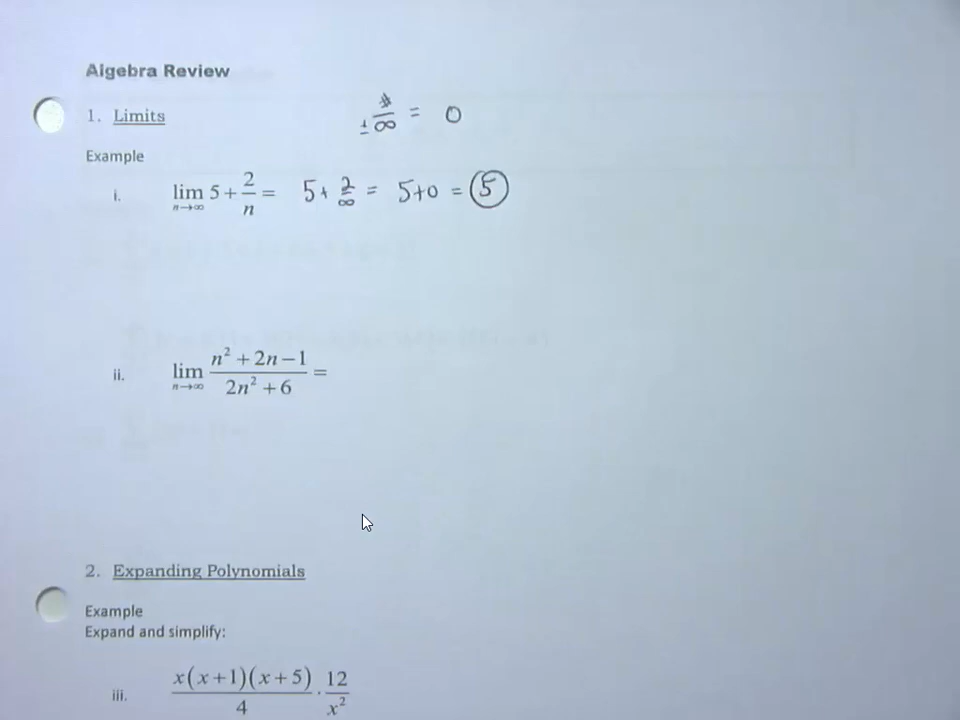 Algebra Review
1. Limits
#/±∞ = 0
Example
i. lim n→∞ 5 + 2/n = 5 + 2/∞ = 5+0 = 5
ii. lim n→∞ (n² + 2n − 1)/(2n² + 6) =
2. Expanding Polynomials
Example
Expand and simplify:
iii. x(x+1)(x+5)/4 · 12/x²